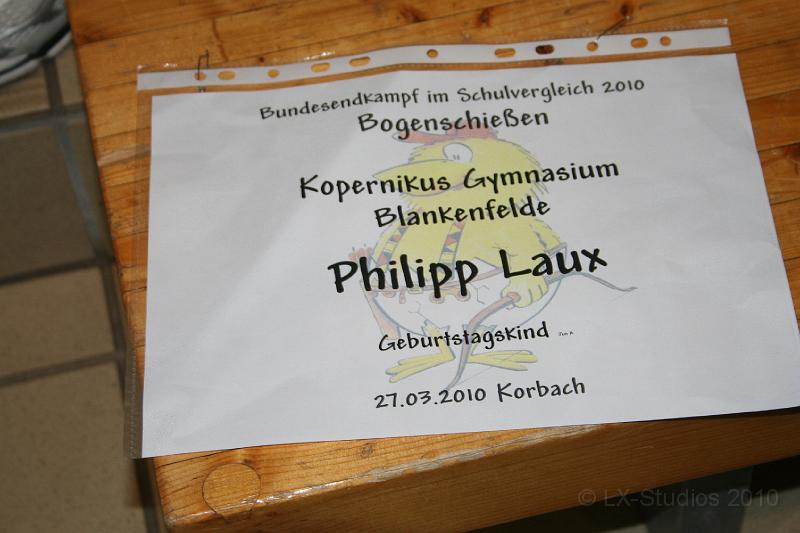 Bundesendkampf im Schulvergleich 2010
Bogenschießen
Kopernikus Gymnasium
Blankenfelde
Philipp Laux
Geburtstagskind
27.03.2010 Korbach
© LX-Studios 2010